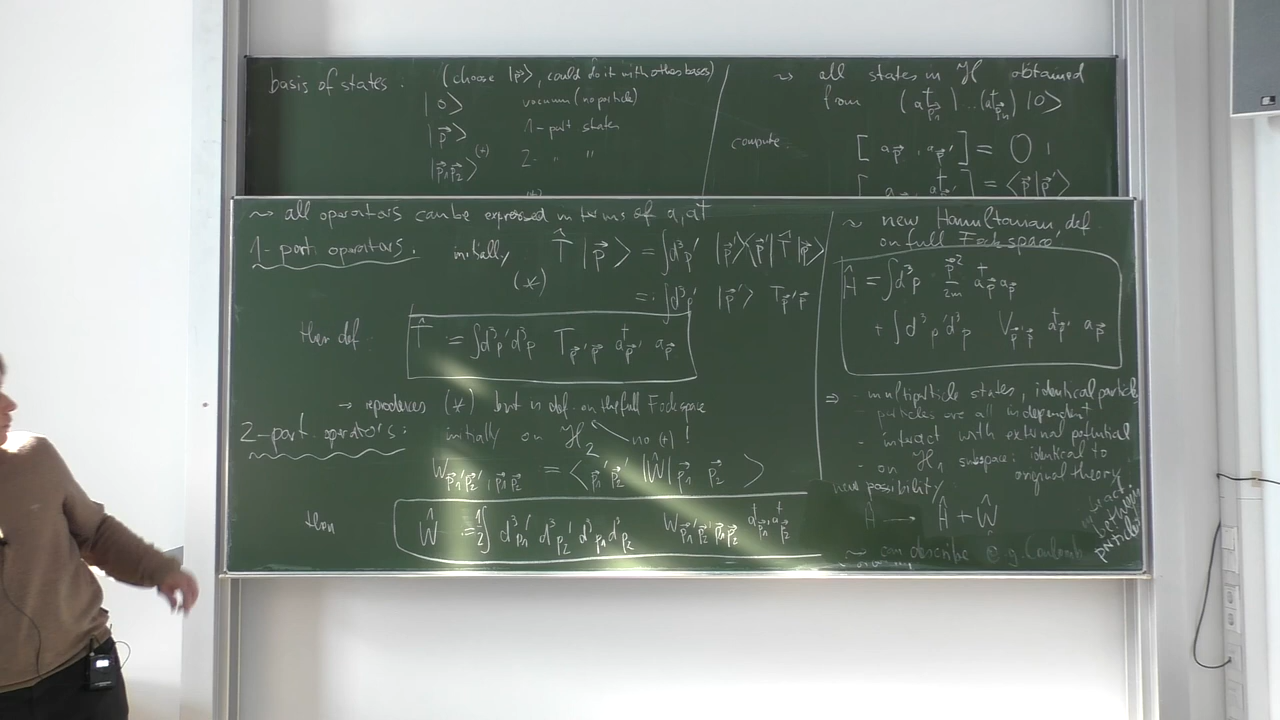 basis of states: (choose |p⃗>, could do it with other bases)
|0> vacuum (no particle)
|p⃗> 1-part states
|p⃗₁p⃗₂>⁽⁺⁾ 2- " "
~> all states in ℋ obtained
from (a†_p⃗₁)...(a†_p⃗n) |0>
compute: [a_p⃗, a_p⃗'] = 0,
[a_p⃗, a†_p⃗'] = <p⃗|p⃗'>
~> all operators can be expressed in terms of a, a†
1-part operators: initially T̂ |p⃗> = ∫d³p' |p⃗'><p⃗'|T̂|p⃗>
(*) =: ∫d³p' |p⃗'> T_p⃗'p⃗
then def: T̂ := ∫d³p'd³p T_p⃗'p⃗ a†_p⃗' a_p⃗
→ reproduces (*) but is def. on the full Fock space
2-part. operators: initially on ℋ₂ no (+)!
W_p⃗₁'p⃗₂',p⃗₁p⃗₂ = <p⃗₁'p⃗₂'|Ŵ|p⃗₁ p⃗₂>
then Ŵ := ½∫ d³p₁' d³p₂' d³p₁ d³p₂ W_p⃗₁'p⃗₂'p⃗₁p⃗₂ a†_p⃗₁' a†_p⃗₂'
~> new Hamiltonian, def.
on full Fock space
Ĥ = ∫d³p p⃗²/2m a†_p⃗ a_p⃗
+ ∫d³p'd³p V_p⃗'p⃗ a†_p⃗' a_p⃗
⇒ - multiparticle states, identical particle
- particles are all independent
- interact with external potential
- on ℋ₁ subspace: identical to
original theory
new possibility:
Ĥ → Ĥ + Ŵ
interact. between particles
~> can describe e.g. Coulomb